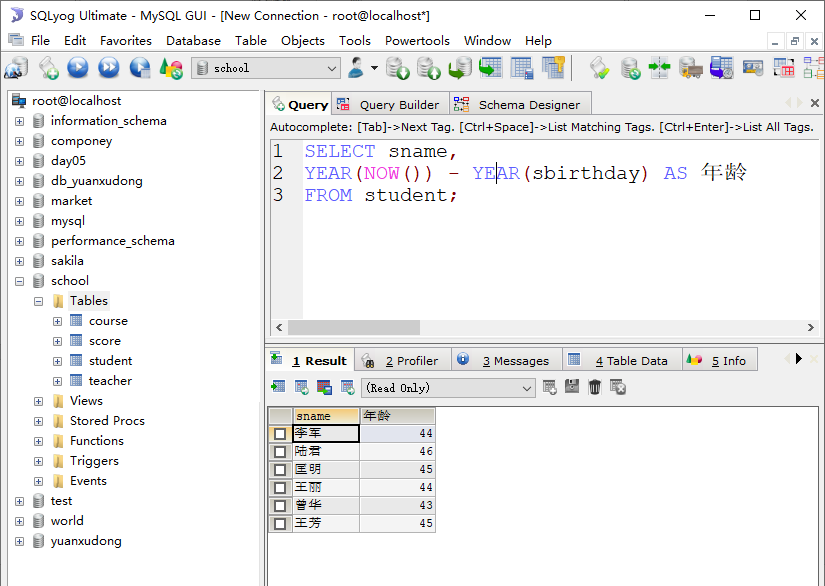 SQLyog Ultimate - MySQL GUI - [New Connection - root@localhost*]
File Edit Favorites Database Table Objects Tools Powertools Window Help
school
root@localhost
information_schema
componey
day05
db_yuanxudong
market
mysql
performance_schema
sakila
school
Tables
course
score
student
teacher
Views
Stored Procs
Functions
Triggers
Events
test
world
yuanxudong
Query Query Builder Schema Designer
Autocomplete: [Tab]->Next Tag. [Ctrl+Space]->List Matching Tags. [Ctrl+Enter]->List All Tags.
1 SELECT sname,
2 YEAR(NOW()) - YEAR(sbirthday) AS 年龄
3 FROM student;
1 Result 2 Profiler 3 Messages 4 Table Data 5 Info
(Read Only)
sname 年龄
李军 44
陆君 46
匡明 45
王丽 44
曾华 43
王芳 45